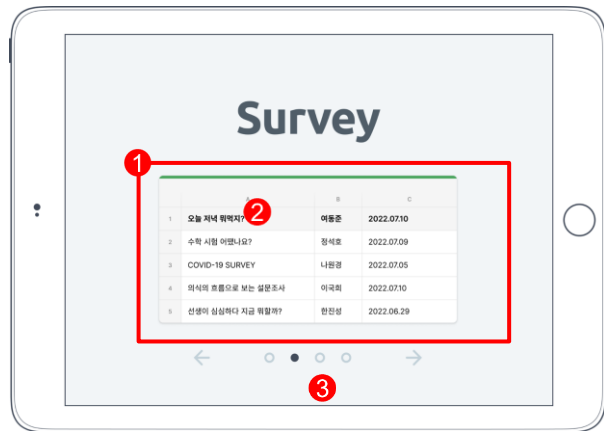 Survey
1
A B C
1 오늘 저녁 뭐먹지? 2 여동준 2022.07.10
2 수학 시험 어땠나요? 정석호 2022.07.09
3 COVID-19 SURVEY 나원경 2022.07.05
4 의식의 흐름으로 보는 설문조사 이국희 2022.07.10
5 선생이 심심하다 지금 뭐할까? 한진성 2022.06.29
3